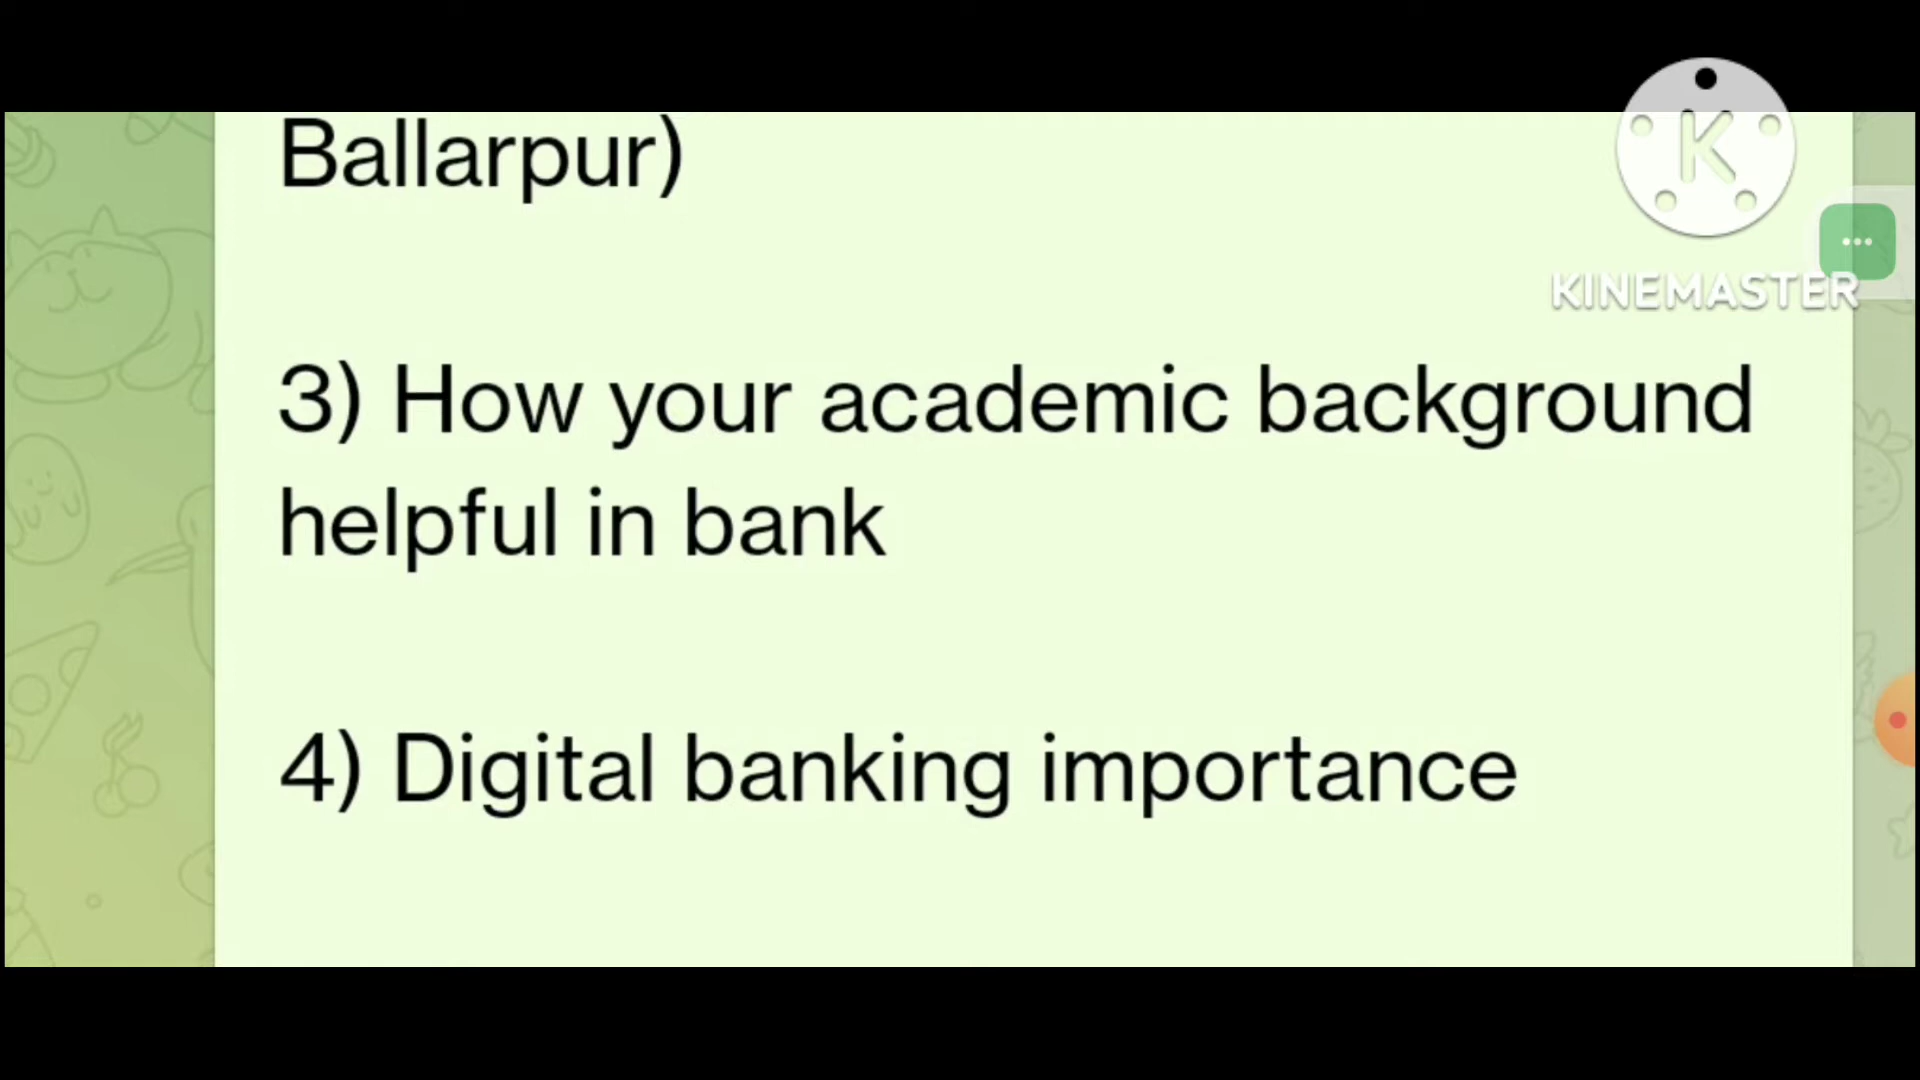 Ballarpur)
K
KINEMASTER
3) How your academic background
helpful in bank
4) Digital banking importance